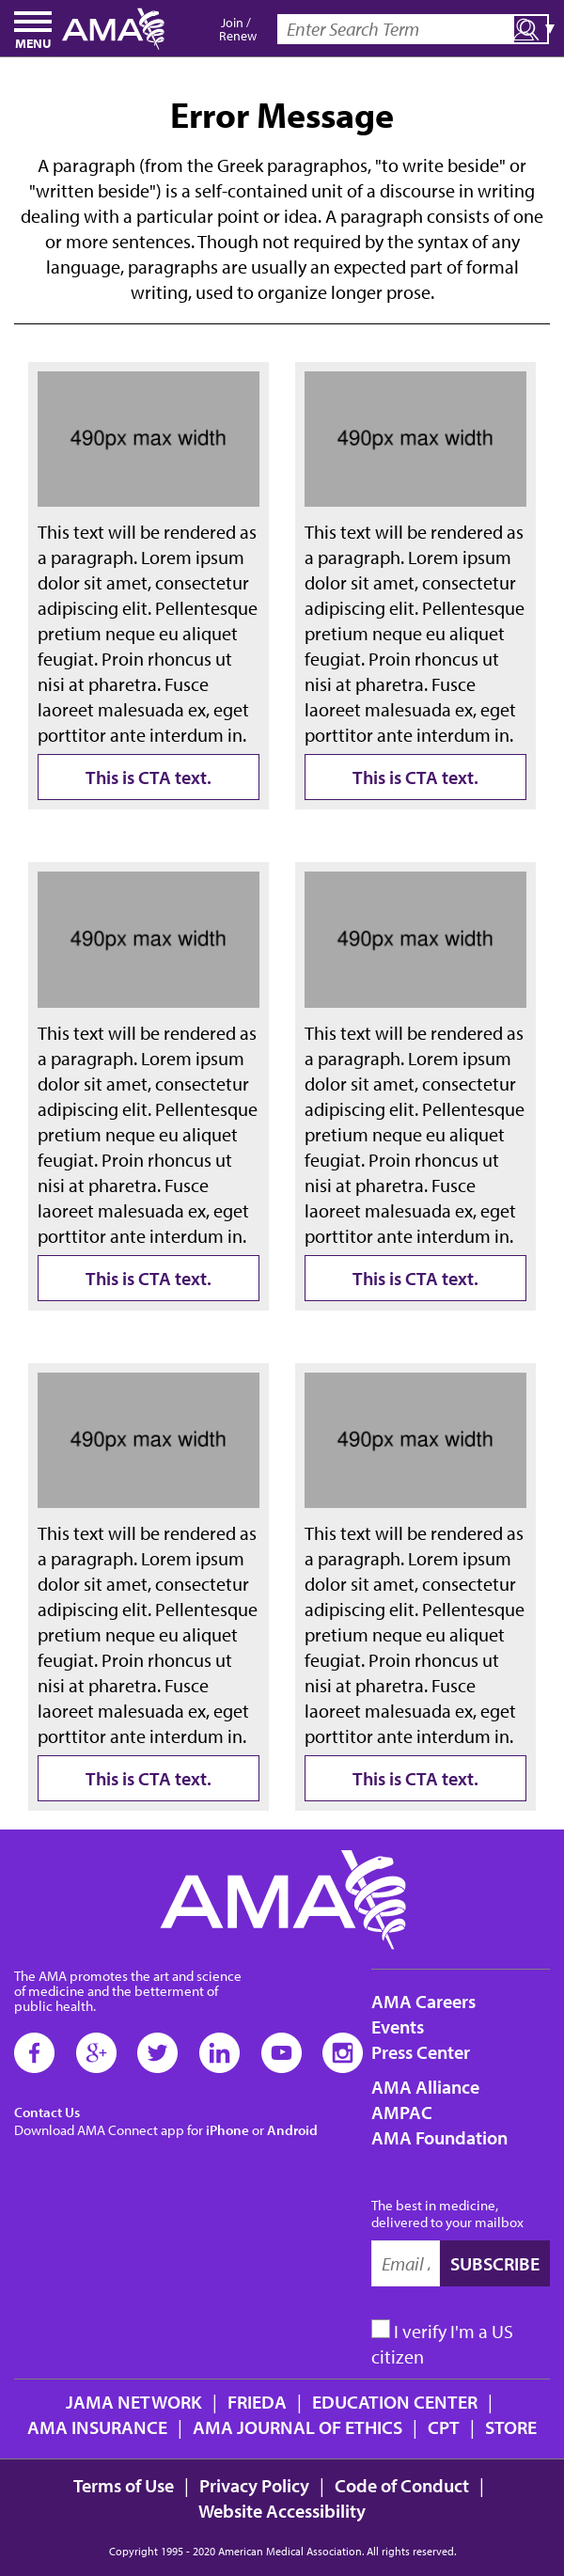 MENU
AMA
Join /
Renew
Enter Search Term
Error Message
A paragraph (from the Greek paragraphos, "to write beside" or
"written beside") is a self-contained unit of a discourse in writing
dealing with a particular point or idea. A paragraph consists of one
or more sentences. Though not required by the syntax of any
language, paragraphs are usually an expected part of formal
writing, used to organize longer prose.
490px max width
This text will be rendered as
a paragraph. Lorem ipsum
dolor sit amet, consectetur
adipiscing elit. Pellentesque
pretium neque eu aliquet
feugiat. Proin rhoncus ut
nisi at pharetra. Fusce
laoreet malesuada ex, eget
porttitor ante interdum in.
This is CTA text.
490px max width
This text will be rendered as
a paragraph. Lorem ipsum
dolor sit amet, consectetur
adipiscing elit. Pellentesque
pretium neque eu aliquet
feugiat. Proin rhoncus ut
nisi at pharetra. Fusce
laoreet malesuada ex, eget
porttitor ante interdum in.
This is CTA text.
490px max width
This text will be rendered as
a paragraph. Lorem ipsum
dolor sit amet, consectetur
adipiscing elit. Pellentesque
pretium neque eu aliquet
feugiat. Proin rhoncus ut
nisi at pharetra. Fusce
laoreet malesuada ex, eget
porttitor ante interdum in.
This is CTA text.
490px max width
This text will be rendered as
a paragraph. Lorem ipsum
dolor sit amet, consectetur
adipiscing elit. Pellentesque
pretium neque eu aliquet
feugiat. Proin rhoncus ut
nisi at pharetra. Fusce
laoreet malesuada ex, eget
porttitor ante interdum in.
This is CTA text.
490px max width
This text will be rendered as
a paragraph. Lorem ipsum
dolor sit amet, consectetur
adipiscing elit. Pellentesque
pretium neque eu aliquet
feugiat. Proin rhoncus ut
nisi at pharetra. Fusce
laoreet malesuada ex, eget
porttitor ante interdum in.
This is CTA text.
490px max width
This text will be rendered as
a paragraph. Lorem ipsum
dolor sit amet, consectetur
adipiscing elit. Pellentesque
pretium neque eu aliquet
feugiat. Proin rhoncus ut
nisi at pharetra. Fusce
laoreet malesuada ex, eget
porttitor ante interdum in.
This is CTA text.
AMA
The AMA promotes the art and science
of medicine and the betterment of
public health.
Contact Us
Download AMA Connect app for iPhone or Android
AMA Careers
Events
Press Center
AMA Alliance
AMPAC
AMA Foundation
The best in medicine,
delivered to your mailbox
Email
SUBSCRIBE
I verify I'm a US
citizen
JAMA NETWORK | FRIEDA | EDUCATION CENTER |
AMA INSURANCE | AMA JOURNAL OF ETHICS | CPT | STORE
Terms of Use | Privacy Policy | Code of Conduct |
Website Accessibility
Copyright 1995 - 2020 American Medical Association. All rights reserved.